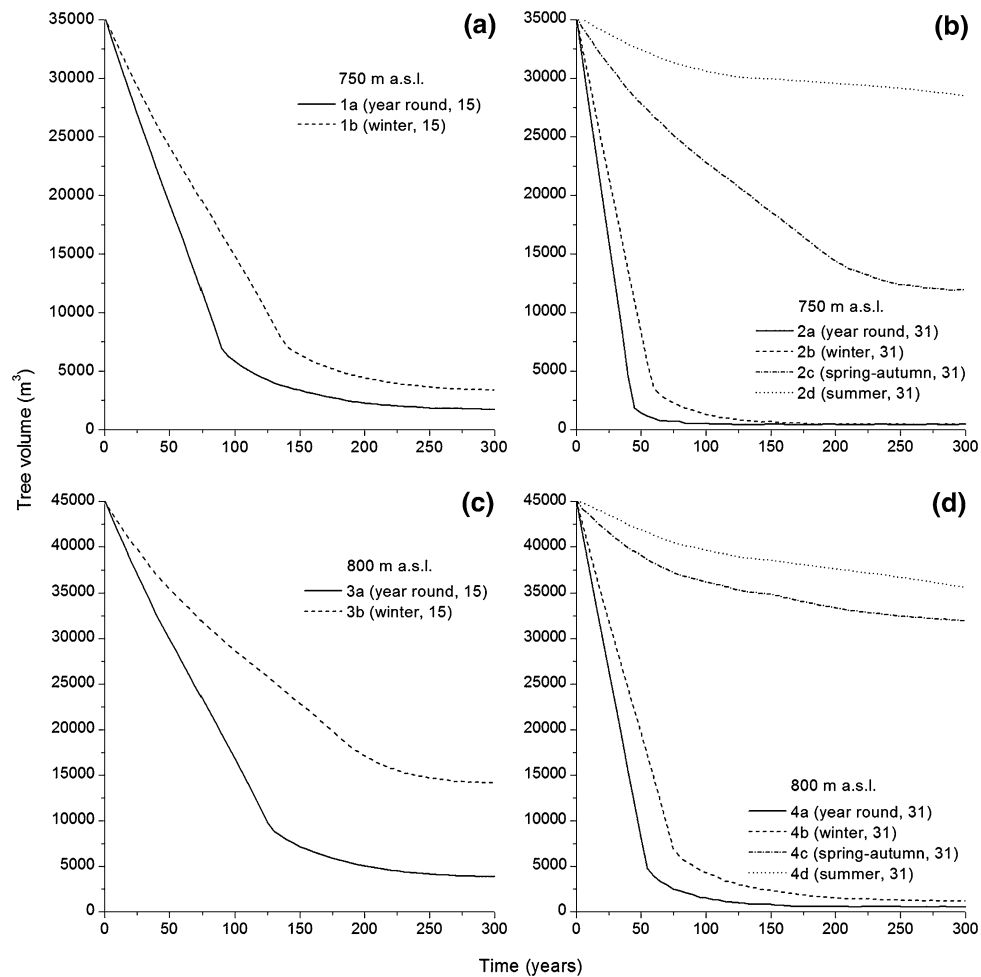 (a)
35000
30000
25000
20000
15000
10000
5000
0
750 m a.s.l.
1a (year round, 15)
1b (winter, 15)
0 50 100 150 200 250 300
(b)
35000
30000
25000
20000
15000
10000
5000
0
750 m a.s.l.
2a (year round, 31)
2b (winter, 31)
2c (spring-autumn, 31)
2d (summer, 31)
0 50 100 150 200 250 300
Tree volume (m³)
(c)
45000
40000
35000
30000
25000
20000
15000
10000
5000
0
800 m a.s.l.
3a (year round, 15)
3b (winter, 15)
0 50 100 150 200 250 300
(d)
45000
40000
35000
30000
25000
20000
15000
10000
5000
0
800 m a.s.l.
4a (year round, 31)
4b (winter, 31)
4c (spring-autumn, 31)
4d (summer, 31)
0 50 100 150 200 250 300
Time (years)